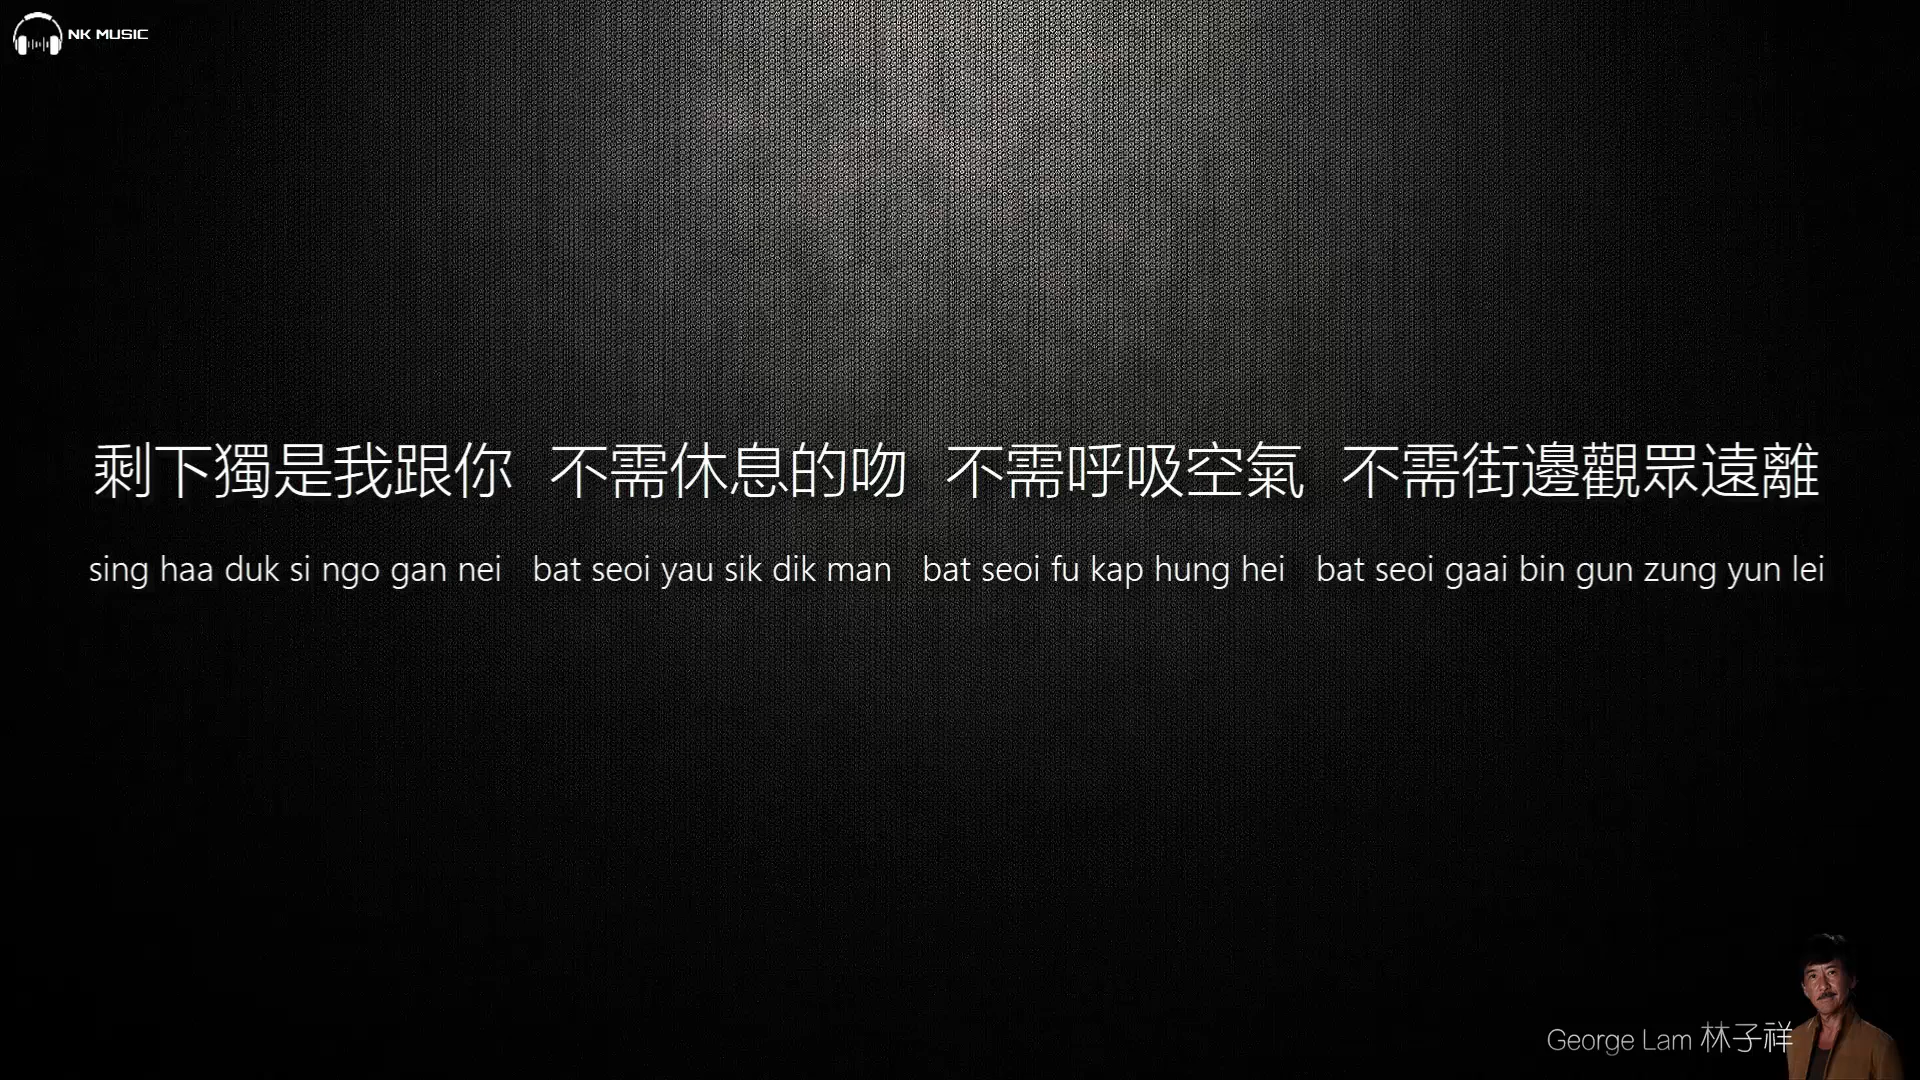 NK MUSIC
剩下獨是我跟你 不需休息的吻 不需呼吸空氣 不需街邊觀眾遠離
sing haa duk si ngo gan nei bat seoi yau sik dik man bat seoi fu kap hung hei bat seoi gaai bin gun zung yun lei
George Lam 林子祥